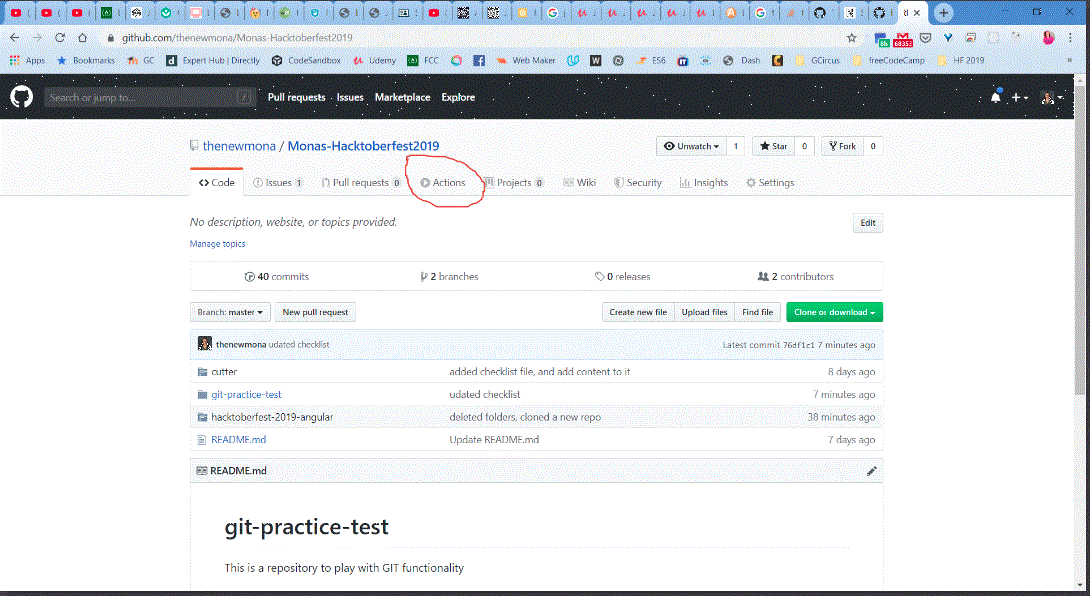 github.com/thenewmona/Monas-Hacktoberfest2019
8k
68353
Apps Bookmarks GC Expert Hub | Directly CodeSandbox Udemy FCC Web Maker ES6 Dash GCircus freeCodeCamp HF 2019 »
Search or jump to... / Pull requests Issues Marketplace Explore
thenewmona / Monas-Hacktoberfest2019 Unwatch 1 Star 0 Fork 0
Code Issues 1 Pull requests 0 Actions Projects 0 Wiki Security Insights Settings
No description, website, or topics provided. Edit
Manage topics
40 commits 2 branches 0 releases 2 contributors
Branch: master New pull request Create new file Upload files Find file Clone or download
thenewmona udated checklist Latest commit 76df1c1 7 minutes ago
cutter added checklist file, and add content to it 8 days ago
git-practice-test udated checklist 7 minutes ago
hacktoberfest-2019-angular deleted folders, cloned a new repo 38 minutes ago
README.md Update README.md 7 days ago
README.md
git-practice-test
This is a repository to play with GIT functionality